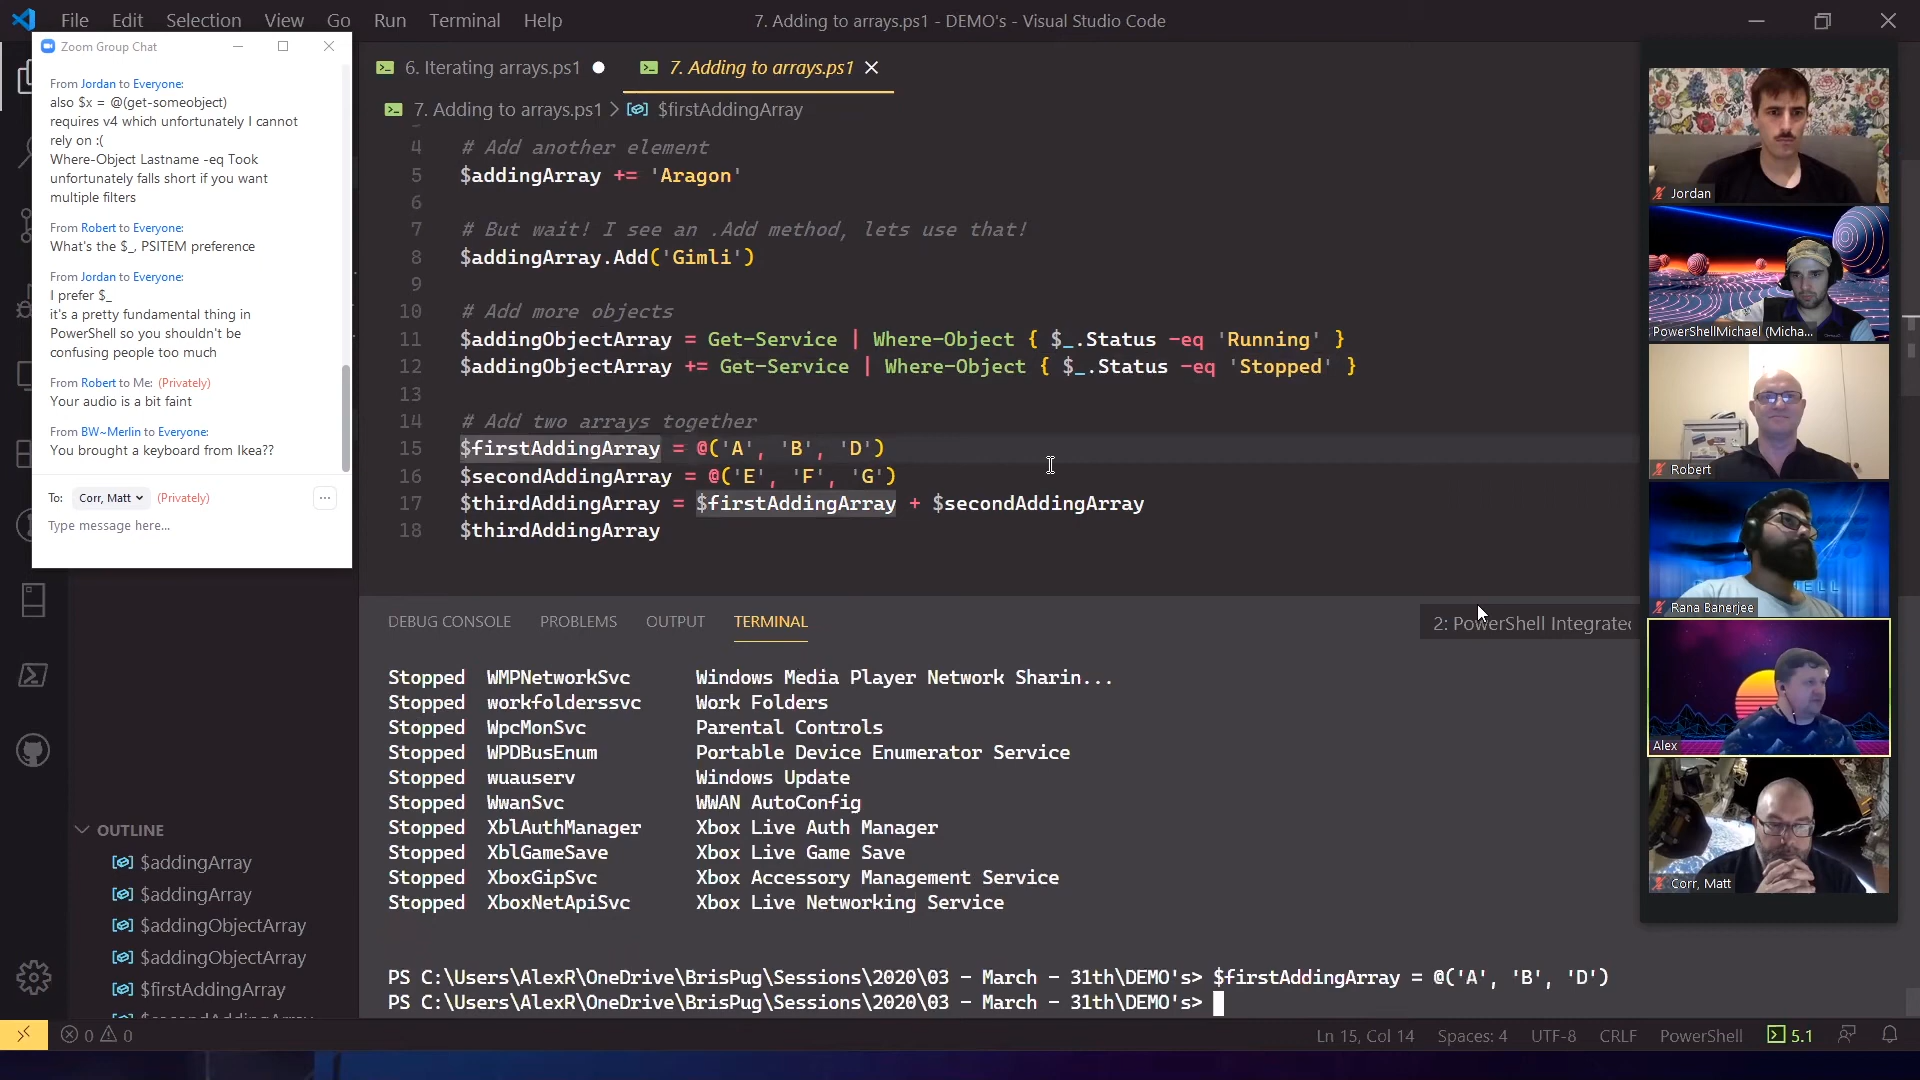 File Edit Selection View Go Run Terminal Help
7. Adding to arrays.ps1 - DEMO's - Visual Studio Code
Zoom Group Chat
From Jordan to Everyone:
also $x = @(get-someobject)
requires v4 which unfortunately I cannot
rely on :(
Where-Object Lastname -eq Took
unfortunately falls short if you want
multiple filters
From Robert to Everyone:
What's the $_, PSITEM preference
From Jordan to Everyone:
I prefer $_
it's a pretty fundamental thing in
PowerShell so you shouldn't be
confusing people too much
From Robert to Me: (Privately)
Your audio is a bit faint
From BW~Merlin to Everyone:
You brought a keyboard from Ikea??
To: Corr, Matt (Privately)
Type message here...
6. Iterating arrays.ps1
7. Adding to arrays.ps1
7. Adding to arrays.ps1 > $firstAddingArray
4 # Add another element
5 $addingArray += 'Aragon'
6
7 # But wait! I see an .Add method, lets use that!
8 $addingArray.Add('Gimli')
9
10 # Add more objects
11 $addingObjectArray = Get-Service | Where-Object { $_.Status -eq 'Running' }
12 $addingObjectArray += Get-Service | Where-Object { $_.Status -eq 'Stopped' }
13
14 # Add two arrays together
15 $firstAddingArray = @('A', 'B', 'D')
16 $secondAddingArray = @('E', 'F', 'G')
17 $thirdAddingArray = $firstAddingArray + $secondAddingArray
18 $thirdAddingArray
DEBUG CONSOLE PROBLEMS OUTPUT TERMINAL
2: PowerShell Integrated
Stopped WMPNetworkSvc Windows Media Player Network Sharin...
Stopped workfolderssvc Work Folders
Stopped WpcMonSvc Parental Controls
Stopped WPDBusEnum Portable Device Enumerator Service
Stopped wuauserv Windows Update
Stopped WwanSvc WWAN AutoConfig
Stopped XblAuthManager Xbox Live Auth Manager
Stopped XblGameSave Xbox Live Game Save
Stopped XboxGipSvc Xbox Accessory Management Service
Stopped XboxNetApiSvc Xbox Live Networking Service
PS C:\Users\AlexR\OneDrive\BrisPug\Sessions\2020\03 - March - 31th\DEMO's> $firstAddingArray = @('A', 'B', 'D')
PS C:\Users\AlexR\OneDrive\BrisPug\Sessions\2020\03 - March - 31th\DEMO's>
OUTLINE
$addingArray
$addingArray
$addingObjectArray
$addingObjectArray
$firstAddingArray
Jordan
PowerShellMichael (Micha...
Robert
Rana Banerjee
Alex
Corr, Matt
0 0
Ln 15, Col 14 Spaces: 4 UTF-8 CRLF PowerShell 5.1